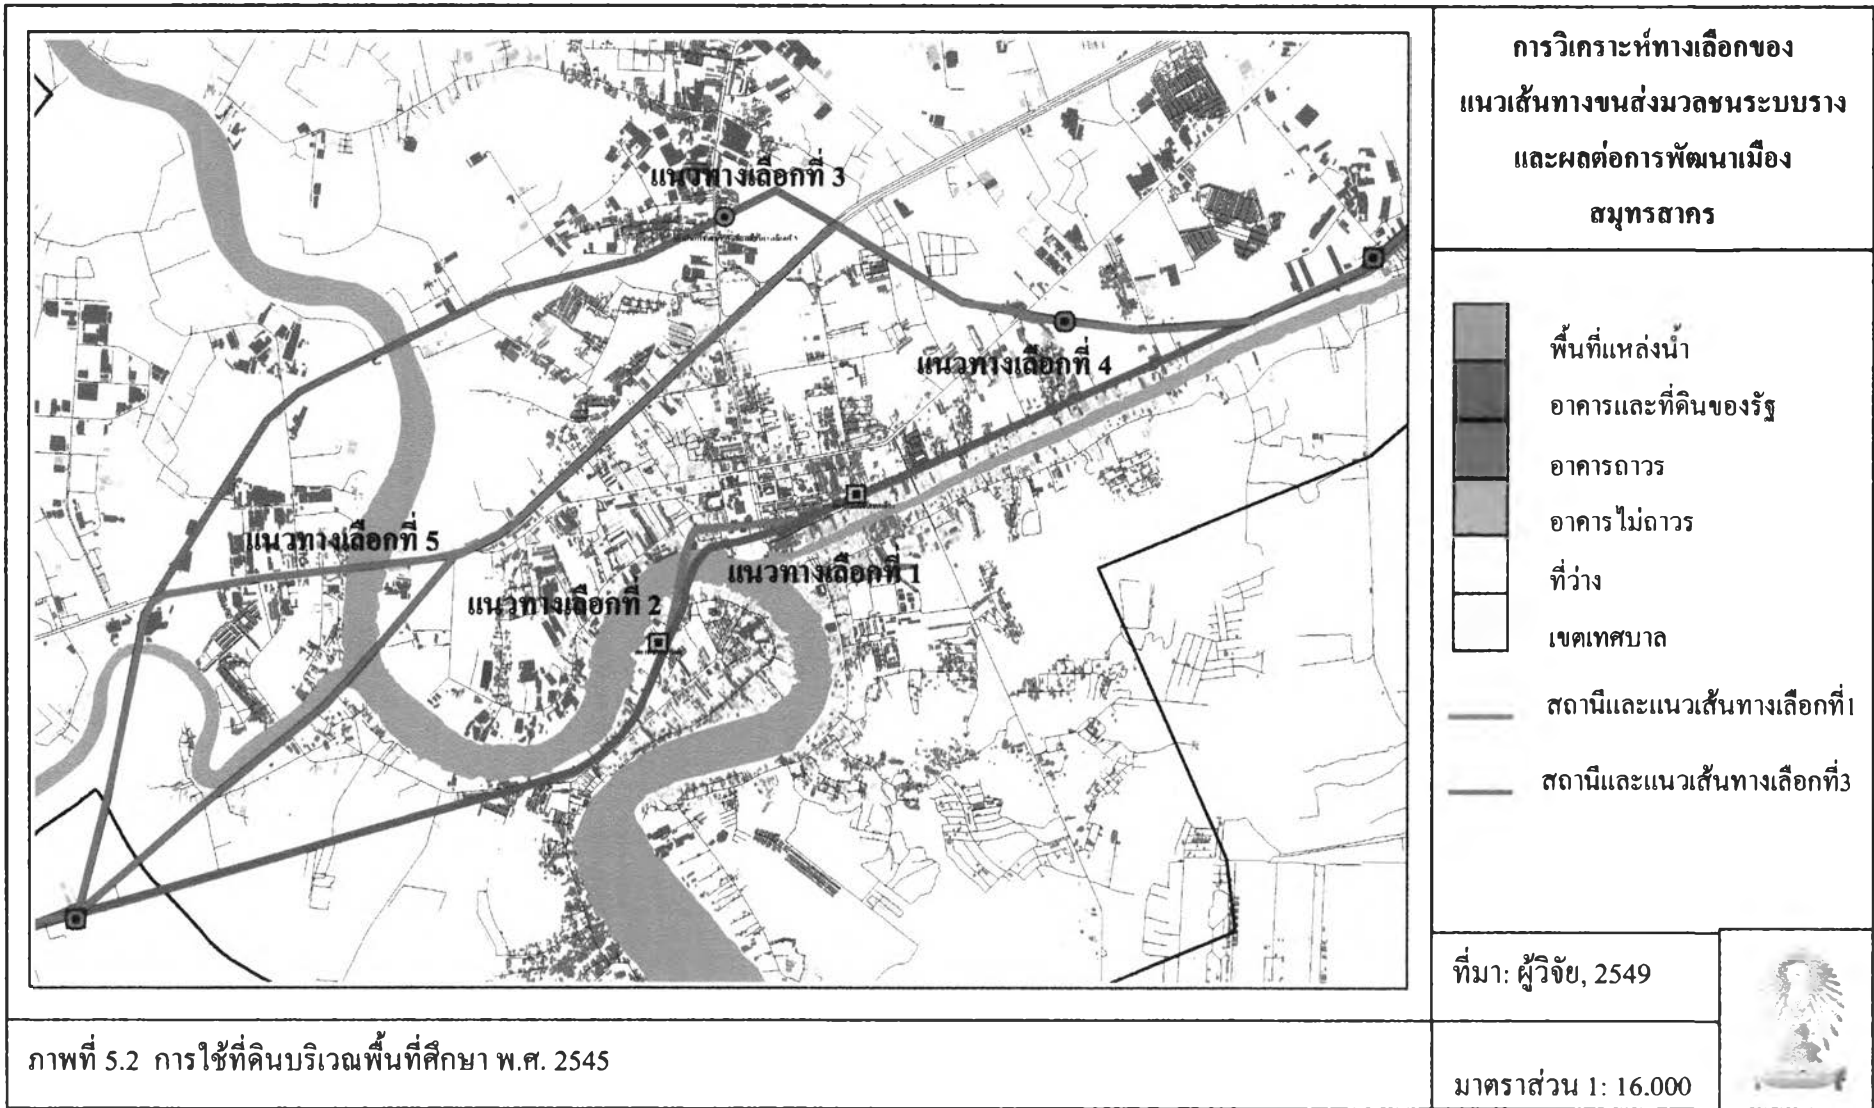 การวิเคราะห์ทางเลือกของ
แนวเส้นทางขนส่งมวลชนระบบราง
และผลต่อการพัฒนาเมือง
สมุทรสาคร
แนวทางเลือกที่ 3
แนวทางเลือกที่ 4
แนวทางเลือกที่ 5
แนวทางเลือกที่ 1
แนวทางเลือกที่ 2
พื้นที่แหล่งน้ำ
อาคารและที่ดินของรัฐ
อาคารถาวร
อาคารไม่ถาวร
ที่ว่าง
เขตเทศบาล
สถานีและแนวเส้นทางเลือกที่1
สถานีและแนวเส้นทางเลือกที่3
ที่มา: ผู้วิจัย, 2549
ภาพที่ 5.2 การใช้ที่ดินบริเวณพื้นที่ศึกษา พ.ศ. 2545
มาตราส่วน 1: 16.000